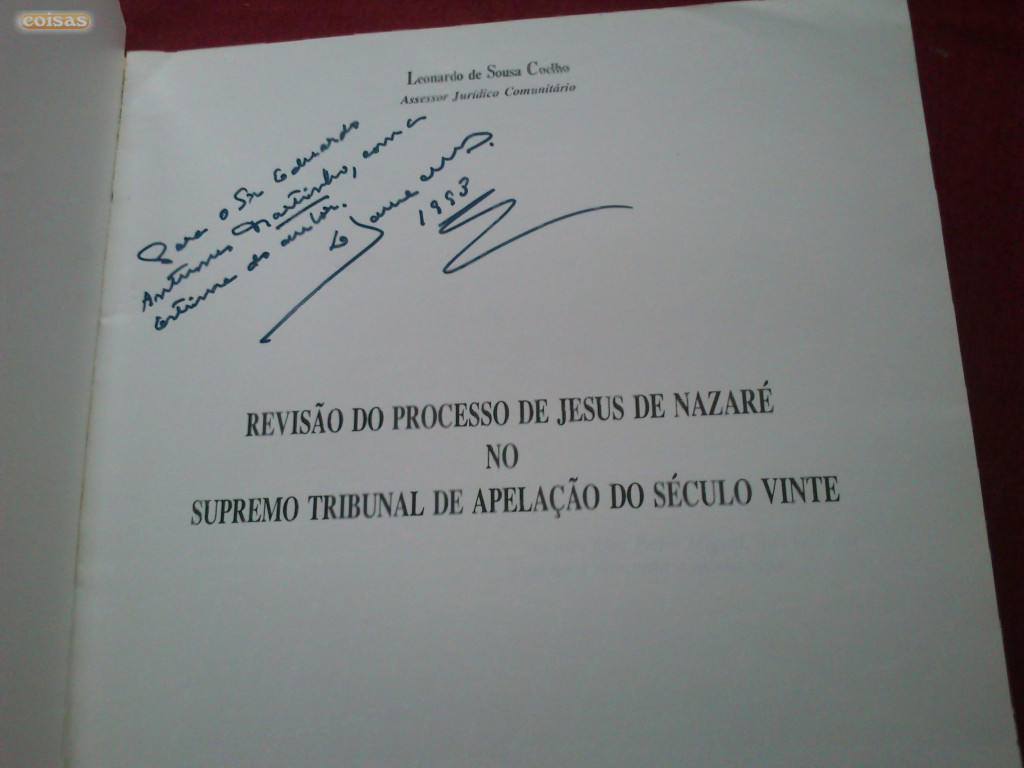 coisas
Leonardo de Sousa Coelho
Assessor Jurídico Comunitário
Para o Sr Eduardo
Antunes Martinho, com a
estima do autor.
1993
REVISÃO DO PROCESSO DE JESUS DE NAZARÉ
NO
SUPREMO TRIBUNAL DE APELAÇÃO DO SÉCULO VINTE